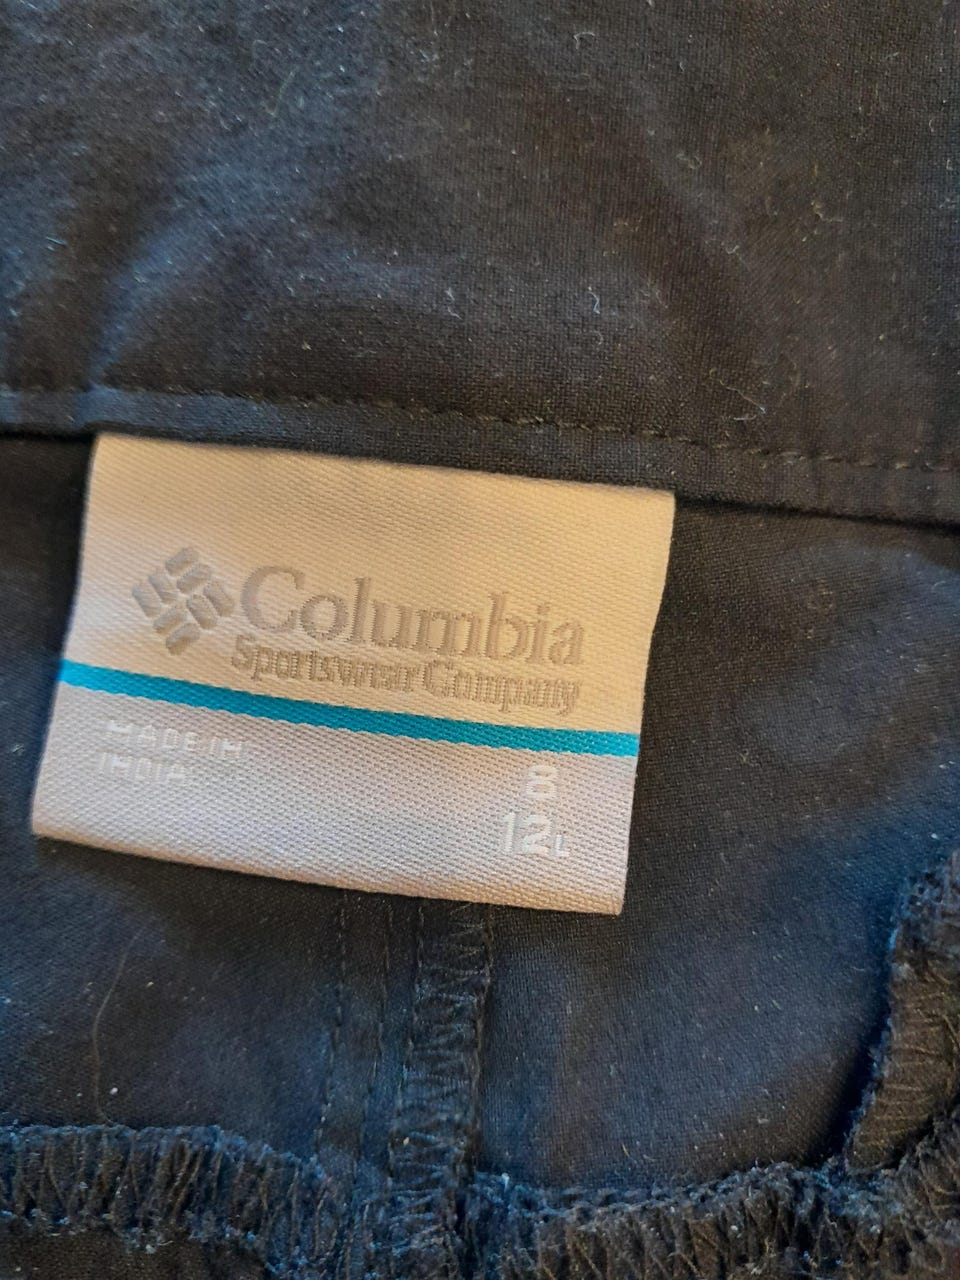 Columbia
Sportswear Company
MADE IN
INDIA
8
12L